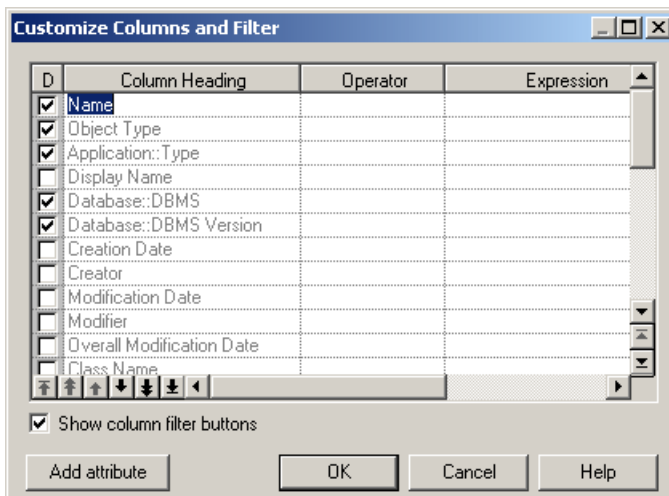 Customize Columns and Filter
D Column Heading Operator Expression
Name
Object Type
Application::Type
Display Name
Database::DBMS
Database::DBMS Version
Creation Date
Creator
Modification Date
Modifier
Overall Modification Date
Class Name
Show column filter buttons
Add attribute OK Cancel Help